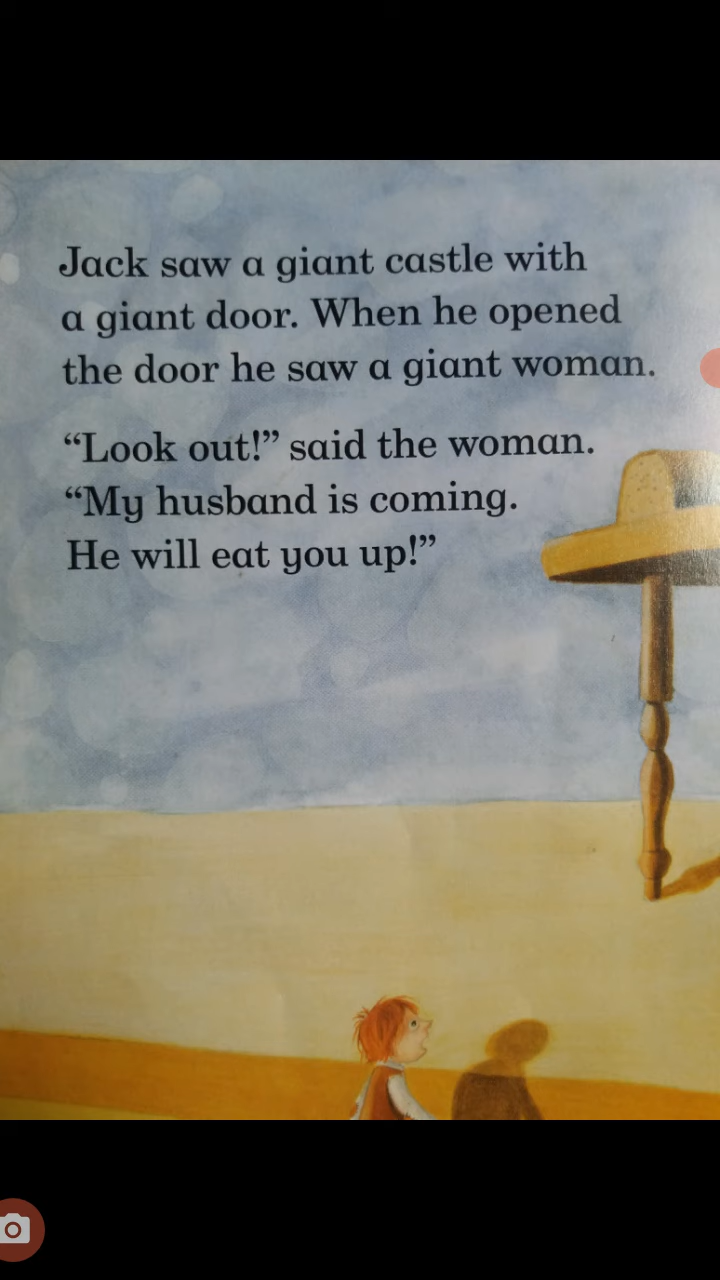 Jack saw a giant castle with
a giant door. When he opened
the door he saw a giant woman.
“Look out!” said the woman.
“My husband is coming.
He will eat you up!”